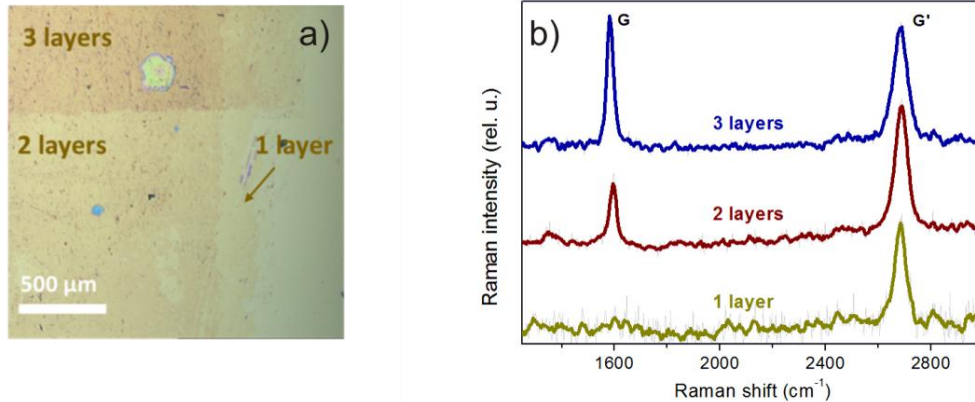 a)
3 layers
2 layers
1 layer
500 µm
b)
G
G'
3 layers
2 layers
1 layer
Raman intensity (rel. u.)
1600 2000 2400 2800
Raman shift (cm⁻¹)